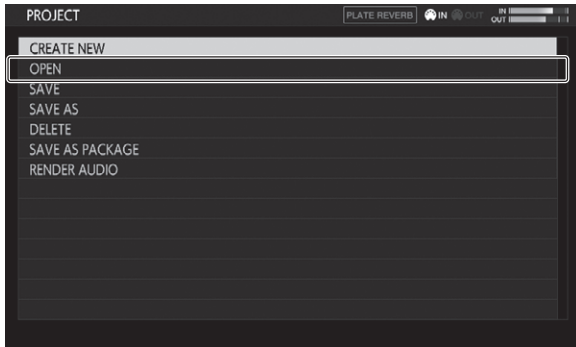 PROJECT PLATE REVERB IN OUT IN
OUT
CREATE NEW
OPEN
SAVE
SAVE AS
DELETE
SAVE AS PACKAGE
RENDER AUDIO